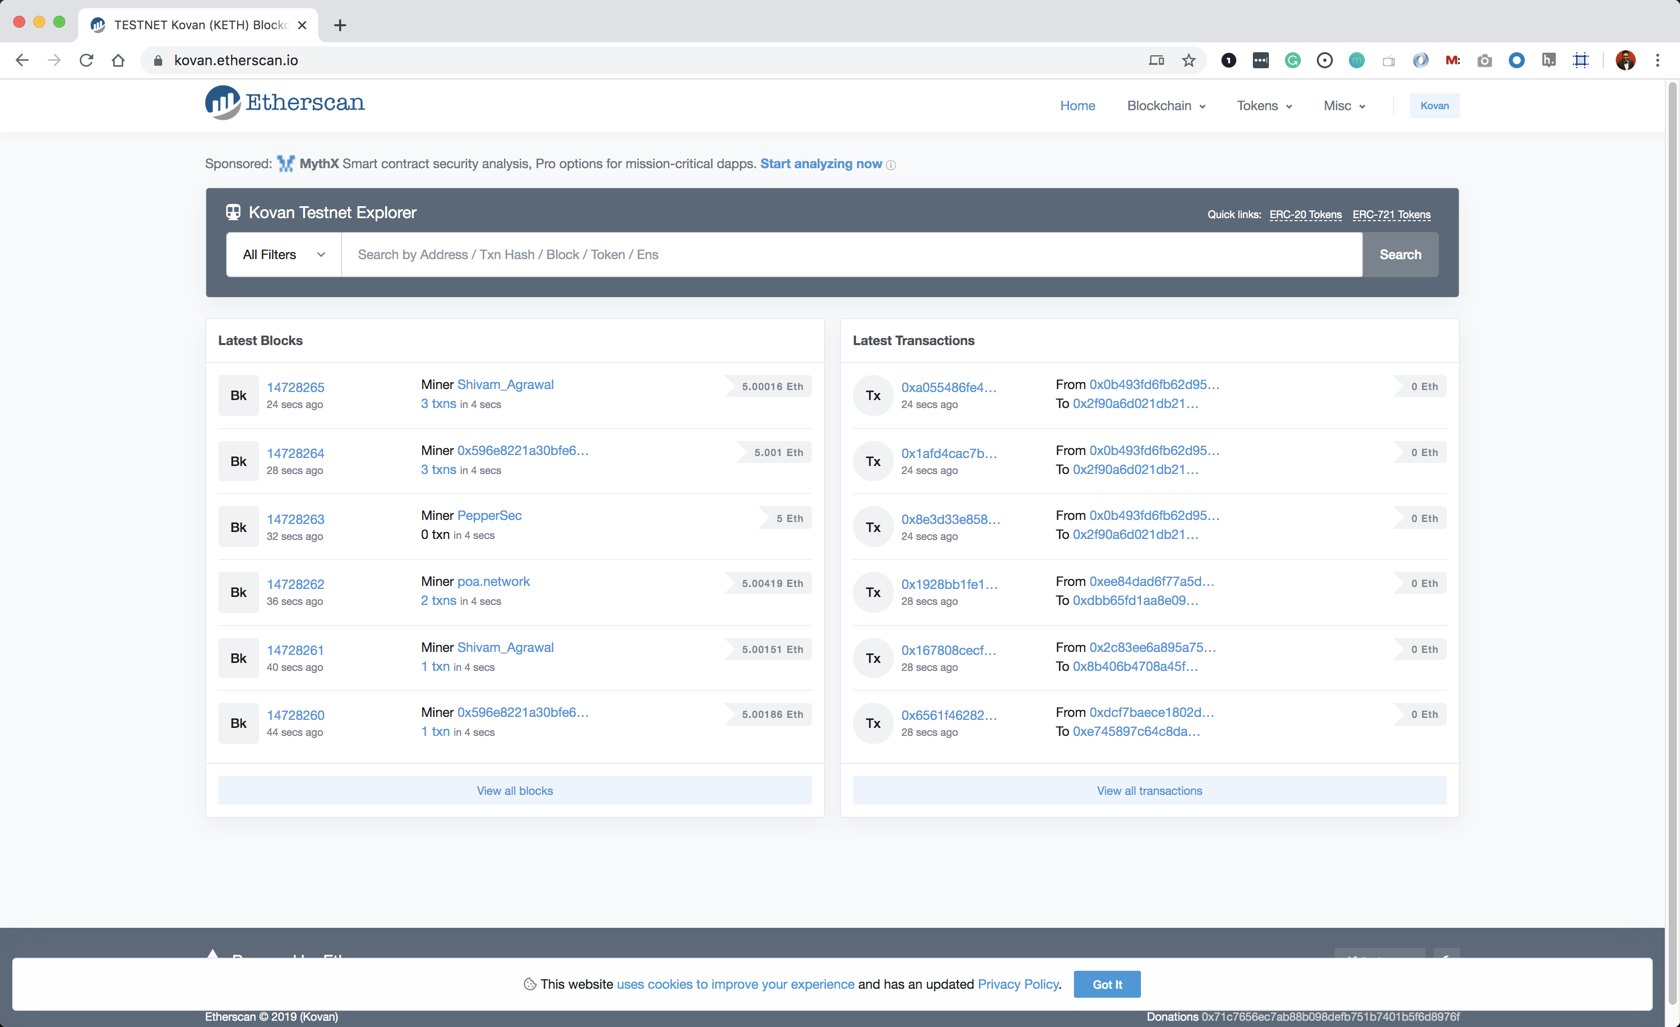 TESTNET Kovan (KETH) Blockc
kovan.etherscan.io
Etherscan
Home
Blockchain
Tokens
Misc
Kovan
Sponsored: MythX Smart contract security analysis, Pro options for mission-critical dapps. Start analyzing now
Kovan Testnet Explorer
Quick links: ERC-20 Tokens ERC-721 Tokens
All Filters
Search by Address / Txn Hash / Block / Token / Ens
Search
Latest Blocks
Bk
14728265
24 secs ago
Miner Shivam_Agrawal
3 txns in 4 secs
5.00016 Eth
Bk
14728264
28 secs ago
Miner 0x596e8221a30bfe6...
3 txns in 4 secs
5.001 Eth
Bk
14728263
32 secs ago
Miner PepperSec
0 txn in 4 secs
5 Eth
Bk
14728262
36 secs ago
Miner poa.network
2 txns in 4 secs
5.00419 Eth
Bk
14728261
40 secs ago
Miner Shivam_Agrawal
1 txn in 4 secs
5.00151 Eth
Bk
14728260
44 secs ago
Miner 0x596e8221a30bfe6...
1 txn in 4 secs
5.00186 Eth
View all blocks
Latest Transactions
Tx
0xa055486fe4...
24 secs ago
From 0x0b493fd6fb62d95...
To 0x2f90a6d021db21...
0 Eth
Tx
0x1afd4cac7b...
24 secs ago
From 0x0b493fd6fb62d95...
To 0x2f90a6d021db21...
0 Eth
Tx
0x8e3d33e858...
24 secs ago
From 0x0b493fd6fb62d95...
To 0x2f90a6d021db21...
0 Eth
Tx
0x1928bb1fe1...
28 secs ago
From 0xee84dad6f77a5d...
To 0xdbb65fd1aa8e09...
0 Eth
Tx
0x167808cecf...
28 secs ago
From 0x2c83ee6a895a75...
To 0x8b406b4708a45f...
0 Eth
Tx
0x6561f46282...
28 secs ago
From 0xdcf7baece1802d...
To 0xe745897c64c8da...
0 Eth
View all transactions
This website uses cookies to improve your experience and has an updated Privacy Policy.
Got It
Etherscan © 2019 (Kovan)
Donations 0x71c7656ec7ab88b098defb751b7401b5f6d8976f